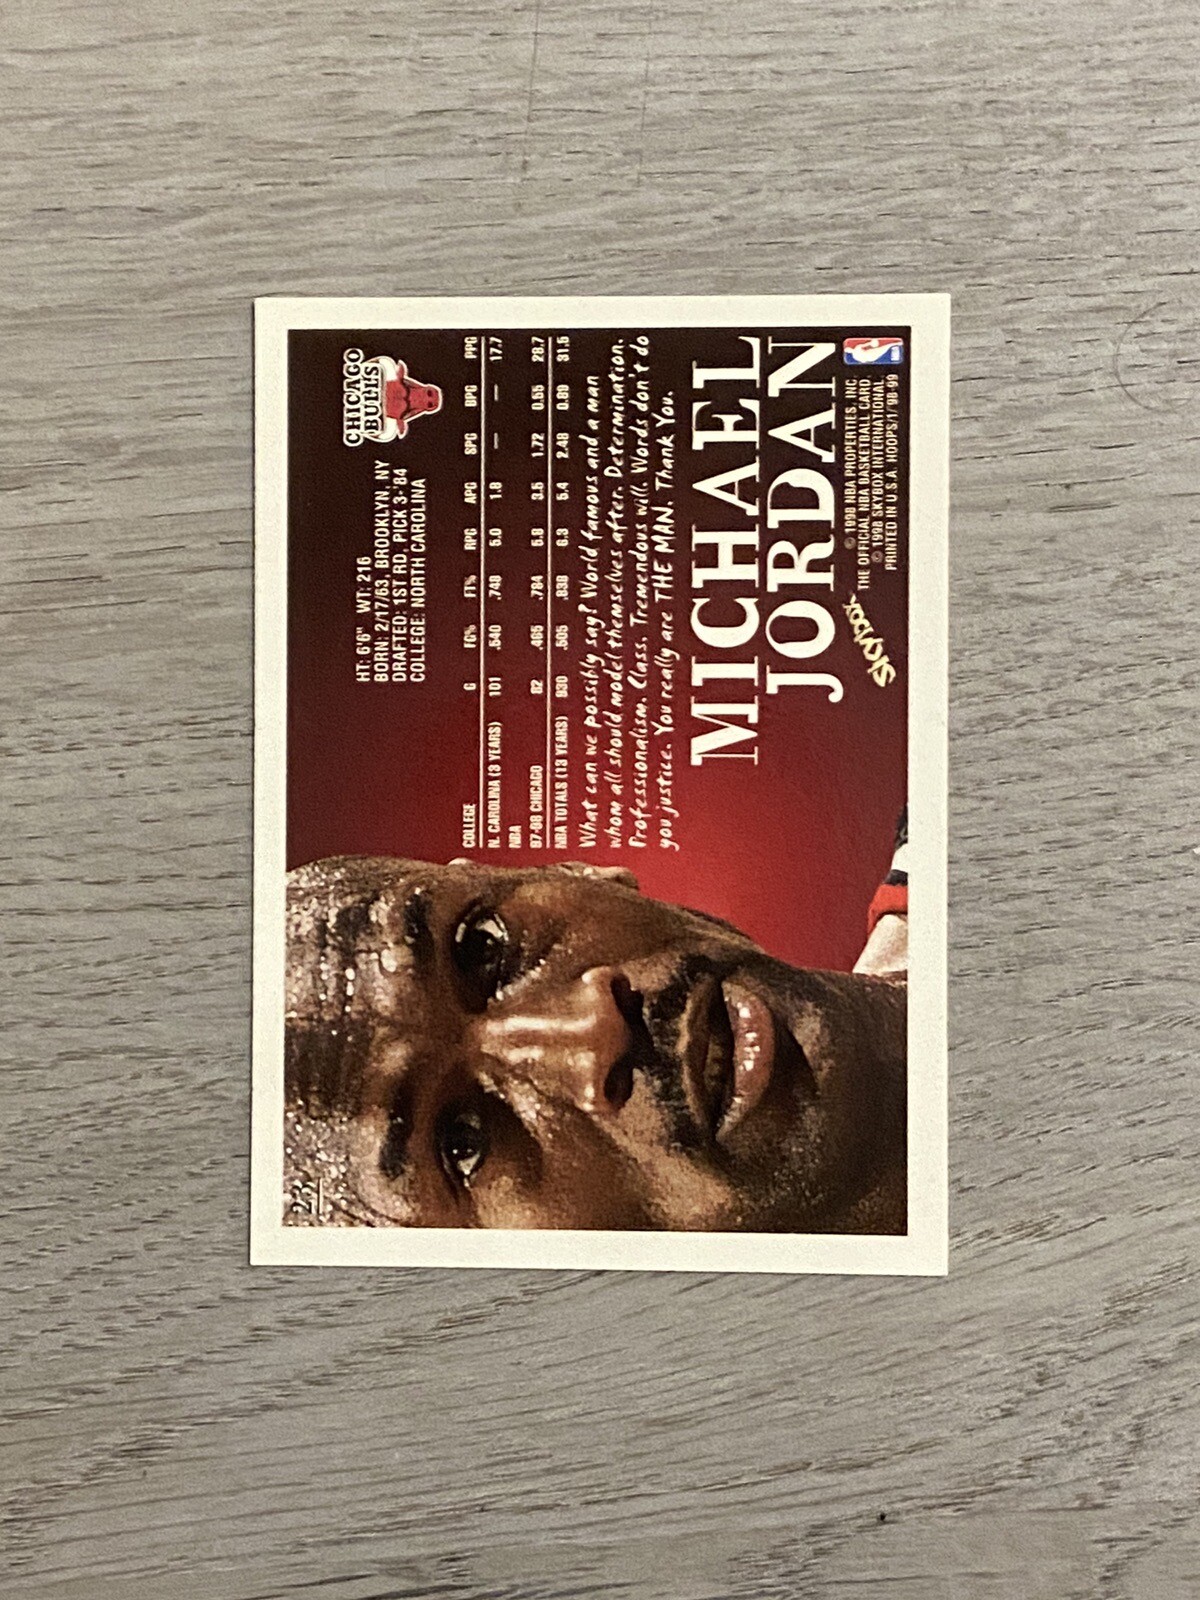 23
CHICAGO
BULLS
HT: 6'6" WT: 216
BORN: 2/17/63, BROOKLYN, NY
DRAFTED: 1ST RD, PICK 3-'84
COLLEGE: NORTH CAROLINA
COLLEGE G FG% FT% RPG APG SPG BPG PPG
N. CAROLINA (3 YEARS) 101 .540 .748 5.0 1.8 — — 17.7
NBA
97-98 CHICAGO 82 .465 .784 5.8 3.5 1.72 0.55 28.7
NBA TOTALS (13 YEARS) 930 .505 .838 6.3 5.4 2.48 0.89 31.5
What can we possibly say? World famous and a man
whom all should model themselves after. Determination.
Professionalism. Class. Tremendous will. Words don't do
you justice. You really are THE MAN. Thank You.
MICHAEL
JORDAN
SkyBox™
© 1998 NBA PROPERTIES, INC.
THE OFFICIAL NBA BASKETBALL CARD.
© 1998 SKYBOX INTERNATIONAL
PRINTED IN U.S.A. HOOPS/1/'98-99
NBA